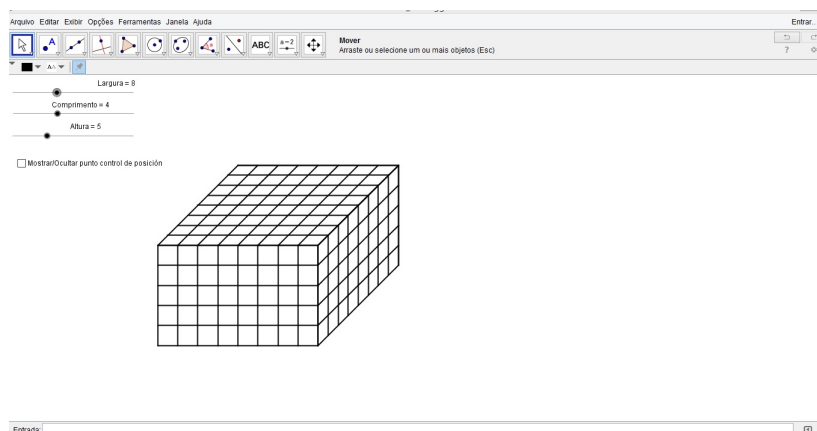 Arquivo Editar Exibir Opções Ferramentas Janela Ajuda
Entrar...
ABC
a=2
Mover
Arraste ou selecione um ou mais objetos (Esc)
Largura = 8
Comprimento = 4
Altura = 5
Mostrar/Ocultar punto control de posición
Entrada: